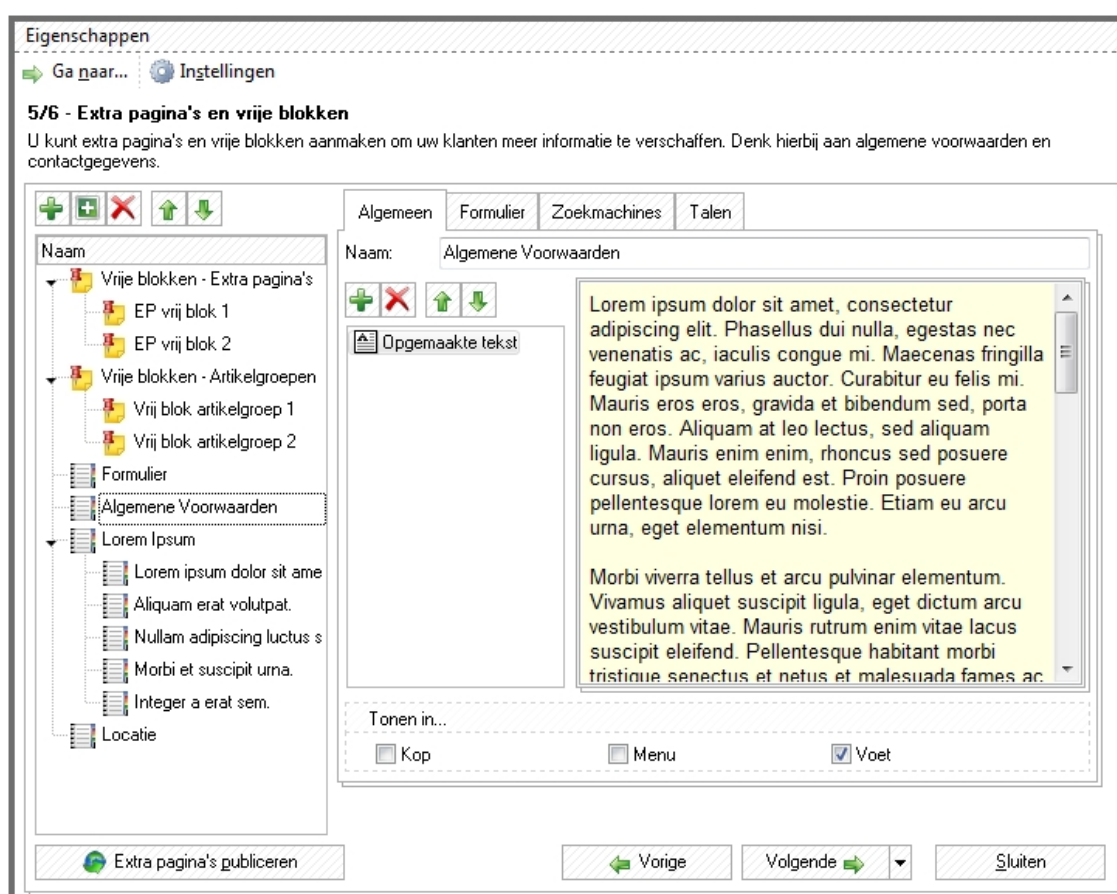 Eigenschappen
Ga naar... Instellingen
5/6 - Extra pagina's en vrije blokken
U kunt extra pagina's en vrije blokken aanmaken om uw klanten meer informatie te verschaffen. Denk hierbij aan algemene voorwaarden en
contactgegevens.
Naam
Vrije blokken - Extra pagina's
EP vrij blok 1
EP vrij blok 2
Vrije blokken - Artikelgroepen
Vrij blok artikelgroep 1
Vrij blok artikelgroep 2
Formulier
Algemene Voorwaarden
Lorem Ipsum
Lorem ipsum dolor sit ame
Aliquam erat volutpat.
Nullam adipiscing luctus s
Morbi et suscipit urna.
Integer a erat sem.
Locatie
Algemeen Formulier Zoekmachines Talen
Naam: Algemene Voorwaarden
Opgemaakte tekst
Lorem ipsum dolor sit amet, consectetur
adipiscing elit. Phasellus dui nulla, egestas nec
venenatis ac, iaculis congue mi. Maecenas fringilla
feugiat ipsum varius auctor. Curabitur eu felis mi.
Mauris eros eros, gravida et bibendum sed, porta
non eros. Aliquam at leo lectus, sed aliquam
ligula. Mauris enim enim, rhoncus sed posuere
cursus, aliquet eleifend est. Proin posuere
pellentesque lorem eu molestie. Etiam eu arcu
urna, eget elementum nisi.
Morbi viverra tellus et arcu pulvinar elementum.
Vivamus aliquet suscipit ligula, eget dictum arcu
vestibulum vitae. Mauris rutrum enim vitae lacus
suscipit eleifend. Pellentesque habitant morbi
tristique senectus et netus et malesuada fames ac
Tonen in...
Kop Menu Voet
Extra pagina's publiceren Vorige Volgende Sluiten